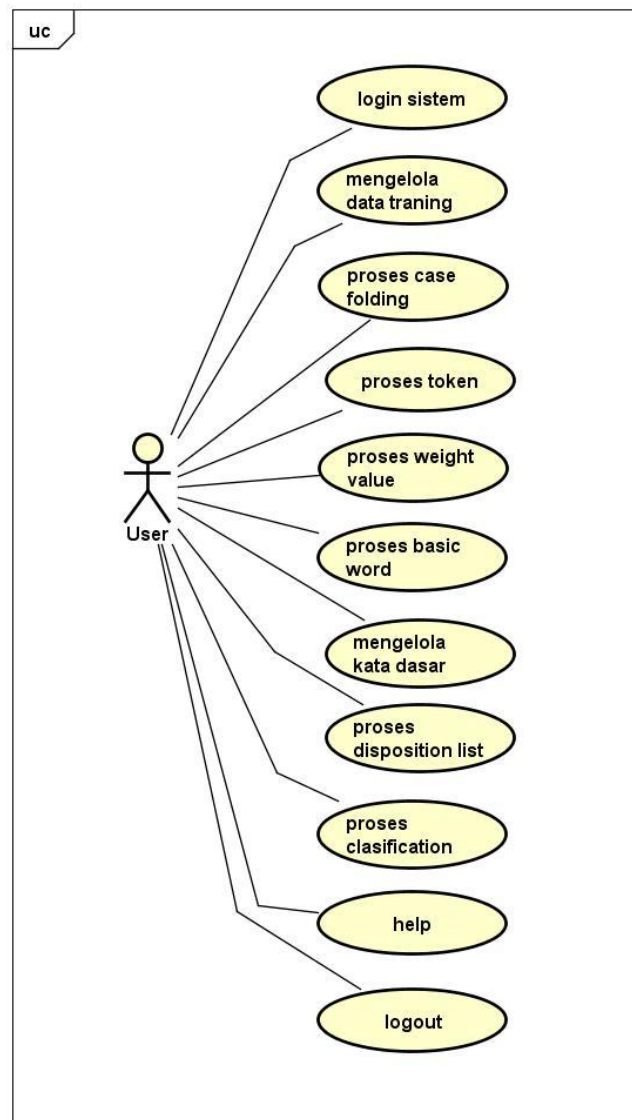 uc
login sistem
mengelola
data traning
proses case
folding
proses token
proses weight
value
User
proses basic
word
mengelola
kata dasar
proses
disposition list
proses
clasification
help
logout